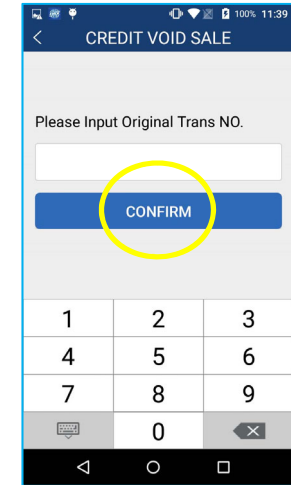 100% 11:39
CREDIT VOID SALE
Please Input Original Trans NO.
CONFIRM
1 2 3
4 5 6
7 8 9
0